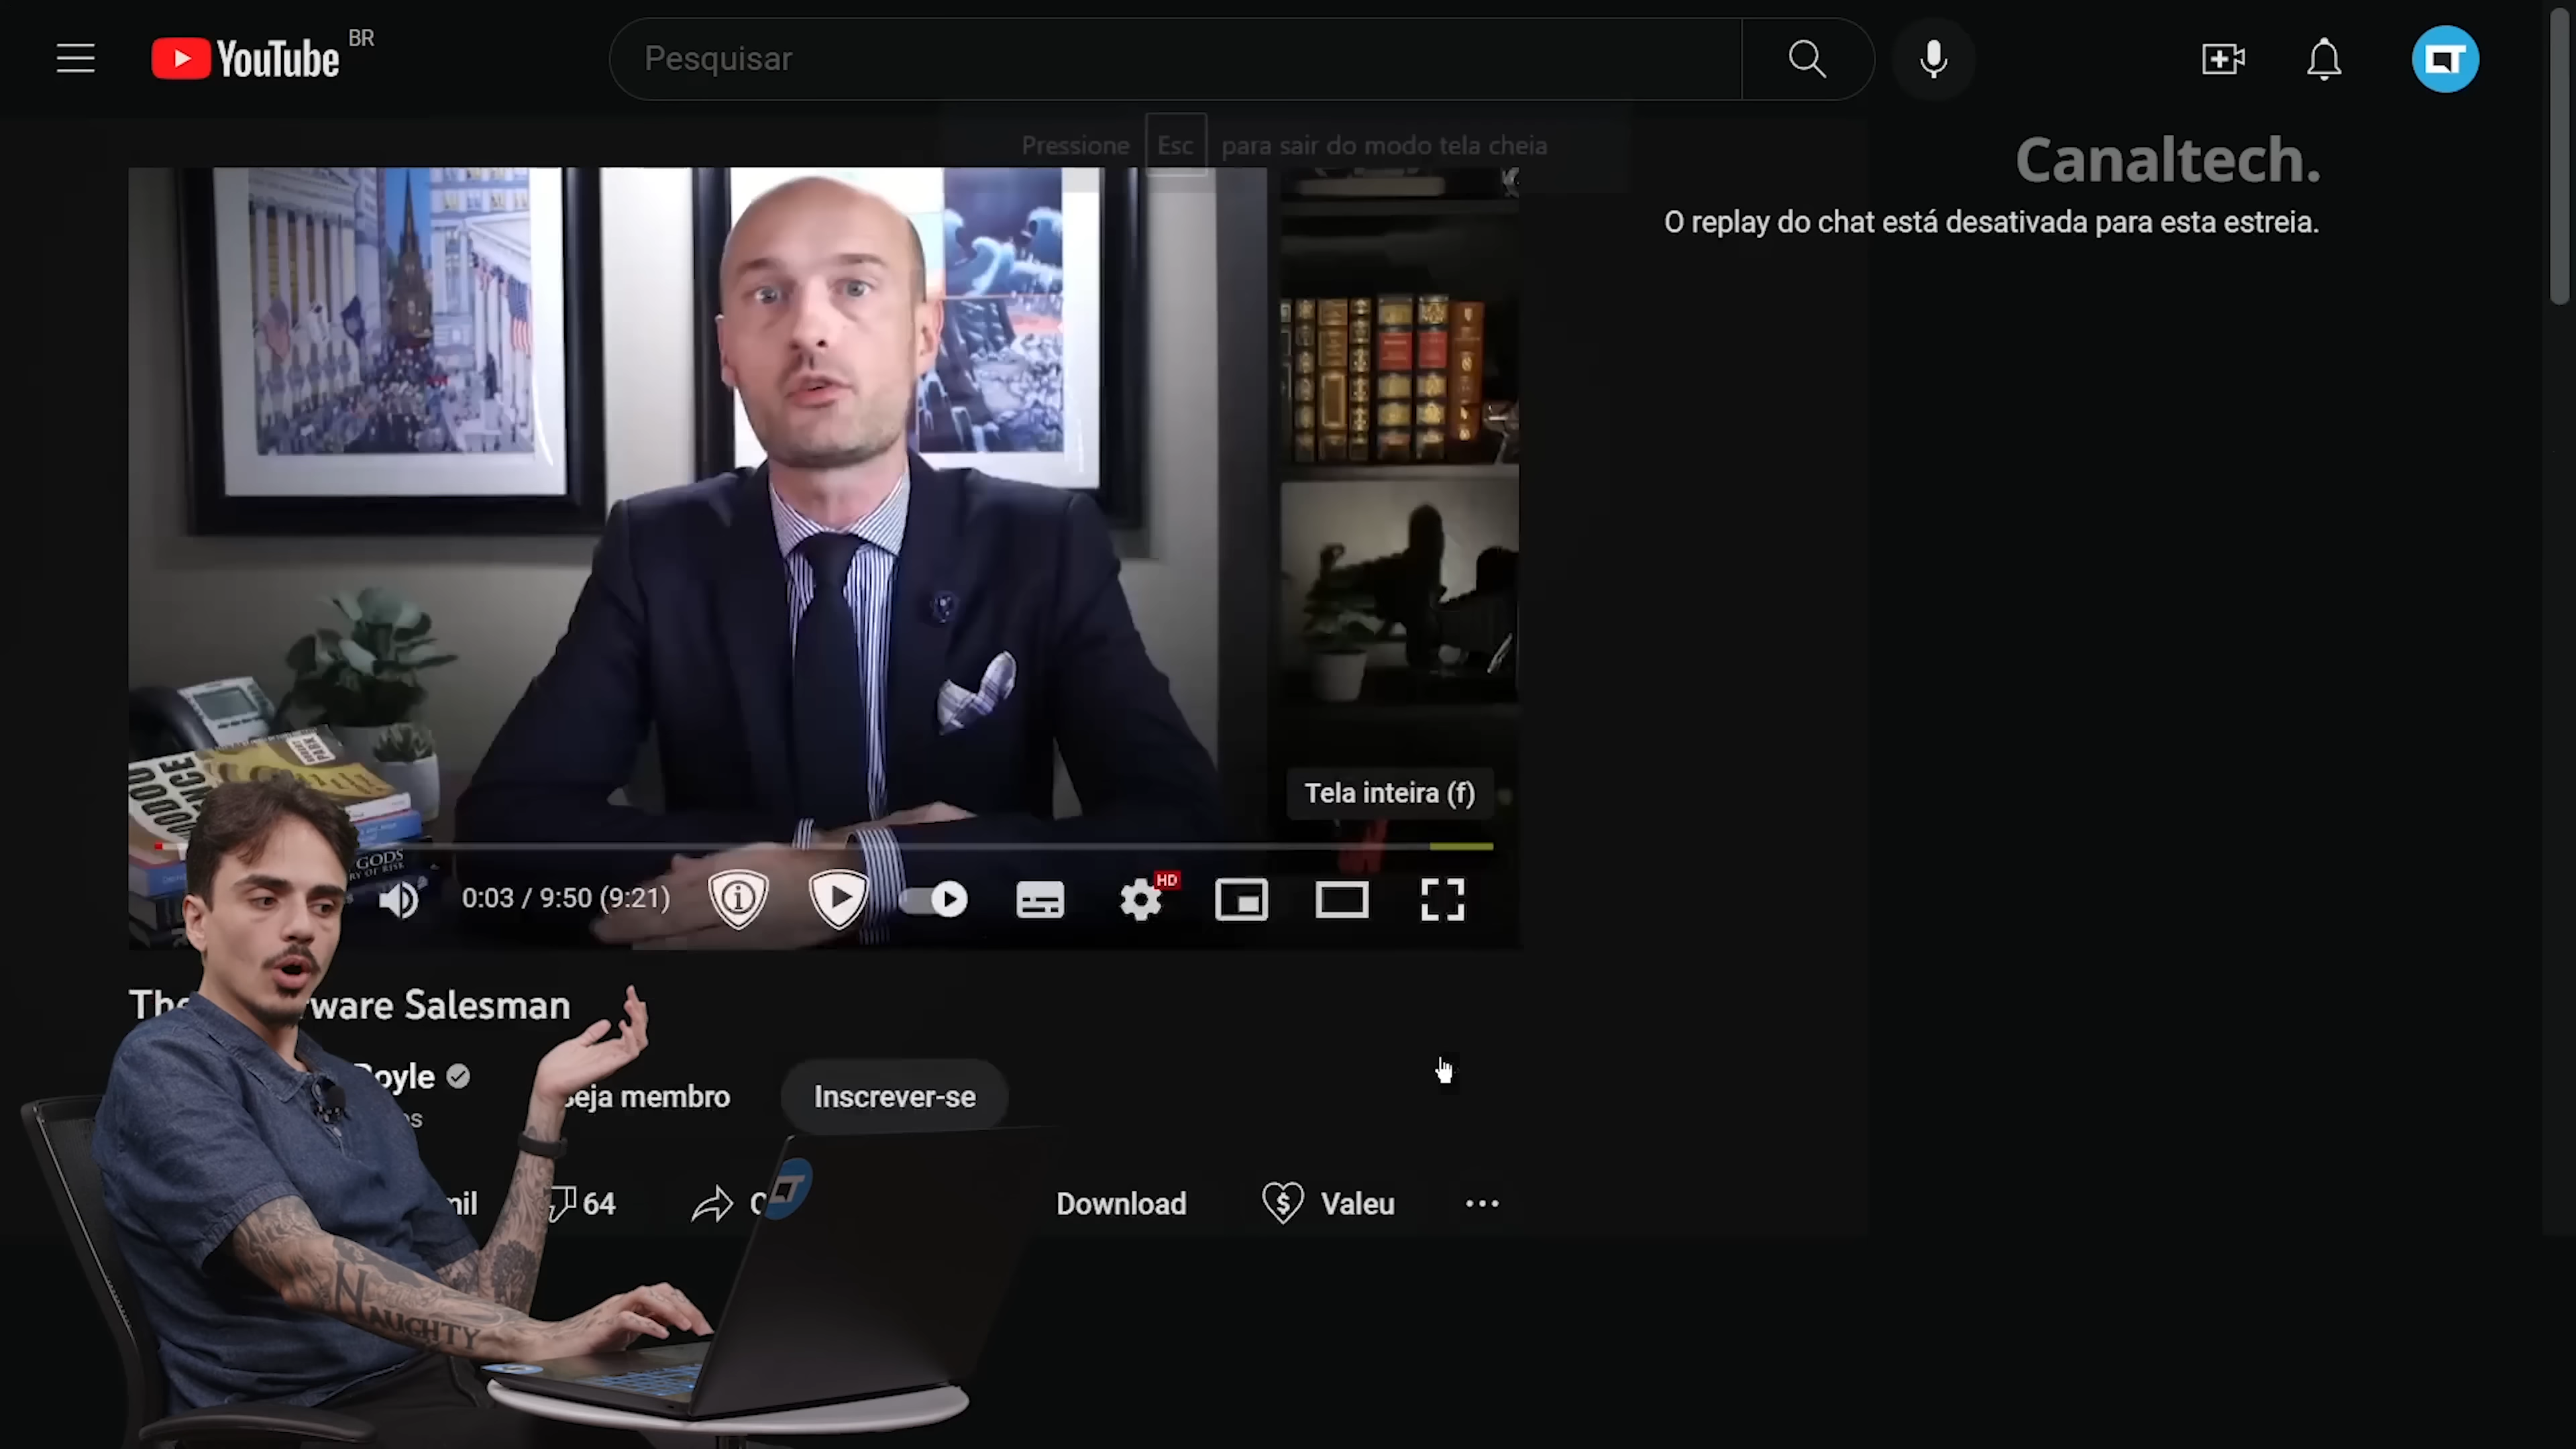 YouTube BR
Pesquisar
Pressione Esc para sair do modo tela cheia
Canaltech.
O replay do chat está desativada para esta estreia.
Tela inteira (f)
GODS
0:03 / 9:50 (9:21)
HD
ware Salesman
oyle
eja membro
Inscrever-se
64
Download
Valeu
NAUGHTY